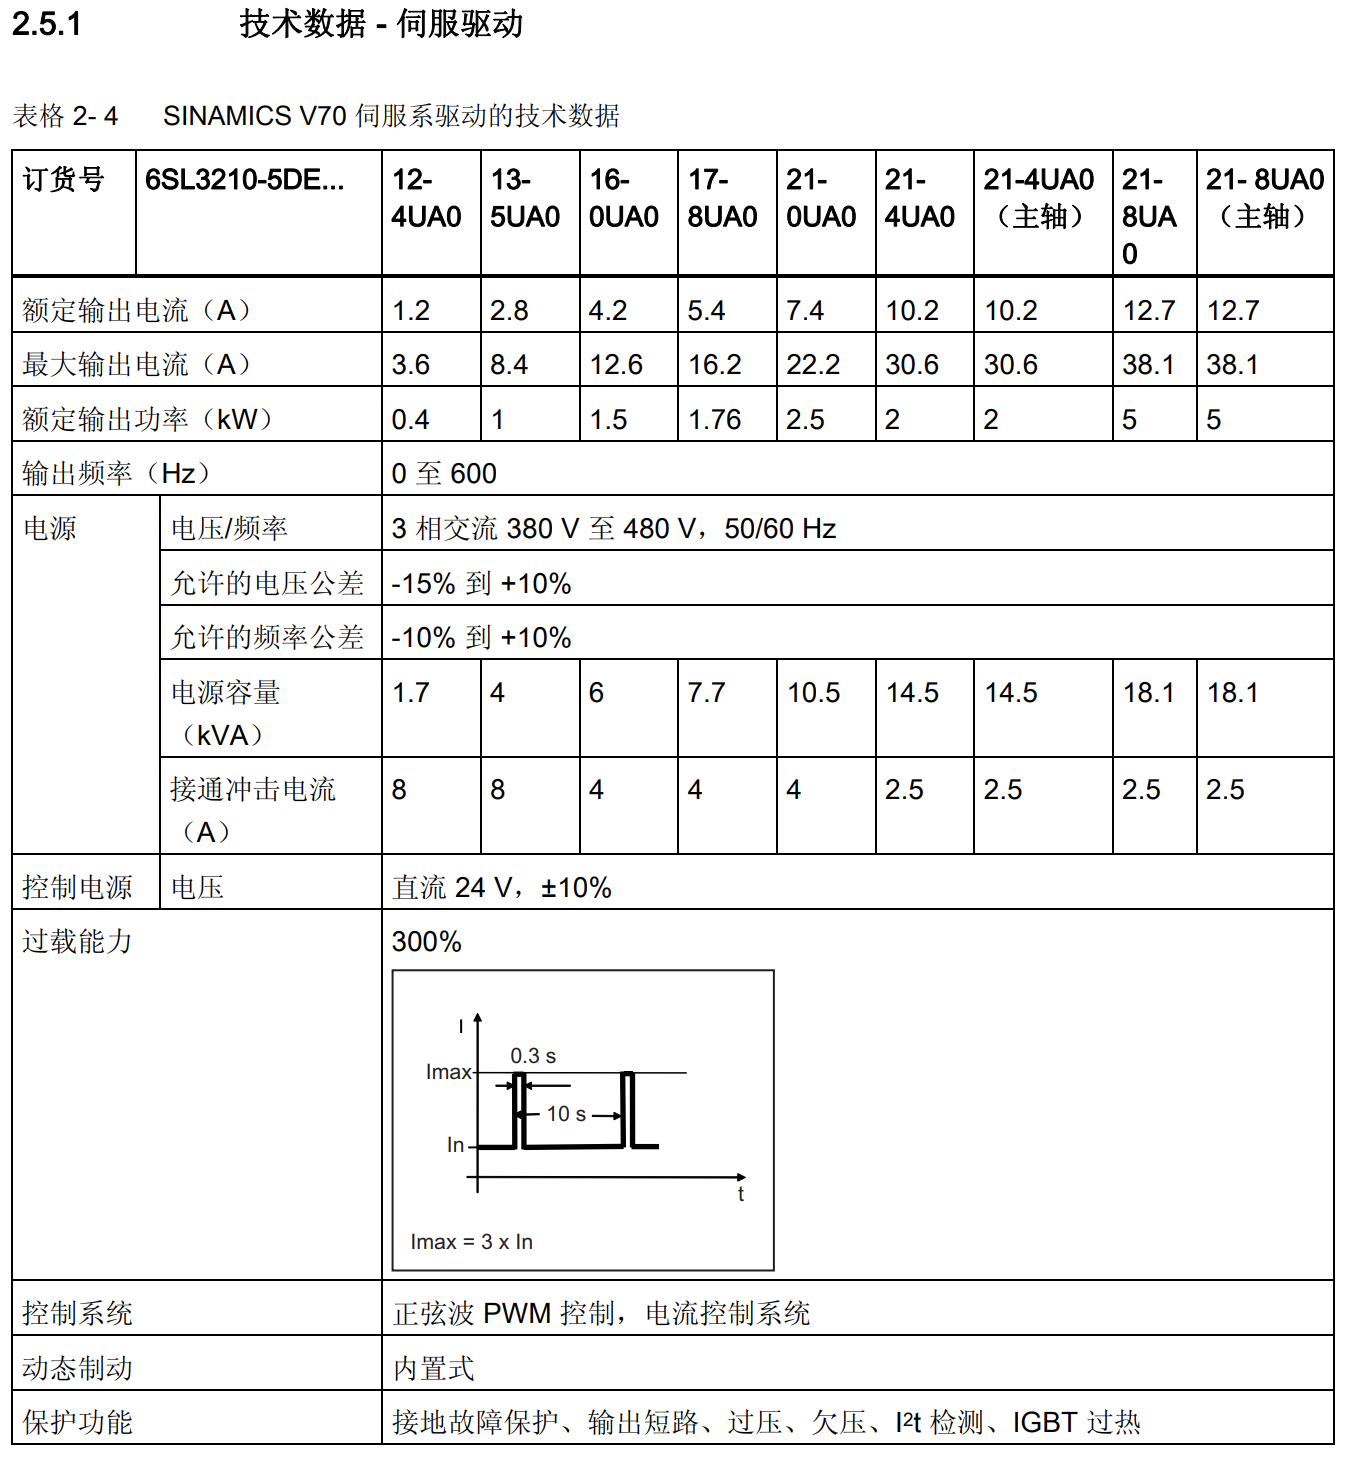 2.5.1 技术数据 - 伺服驱动
表格 2- 4 SINAMICS V70 伺服系驱动的技术数据
订货号 6SL3210-5DE... 12-4UA0 13-5UA0 16-0UA0 17-8UA0 21-0UA0 21-4UA0 21-4UA0（主轴） 21-8UA0 21- 8UA0（主轴）
额定输出电流（A） 1.2 2.8 4.2 5.4 7.4 10.2 10.2 12.7 12.7
最大输出电流（A） 3.6 8.4 12.6 16.2 22.2 30.6 30.6 38.1 38.1
额定输出功率（kW） 0.4 1 1.5 1.76 2.5 2 2 5 5
输出频率（Hz） 0 至 600
电源 电压/频率 3 相交流 380 V 至 480 V，50/60 Hz
允许的电压公差 -15% 到 +10%
允许的频率公差 -10% 到 +10%
电源容量（kVA） 1.7 4 6 7.7 10.5 14.5 14.5 18.1 18.1
接通冲击电流（A） 8 8 4 4 4 2.5 2.5 2.5 2.5
控制电源 电压 直流 24 V，±10%
过载能力 300%
I
0.3 s
Imax
10 s
In
t
Imax = 3 x In
控制系统 正弦波 PWM 控制，电流控制系统
动态制动 内置式
保护功能 接地故障保护、输出短路、过压、欠压、I²t 检测、IGBT 过热